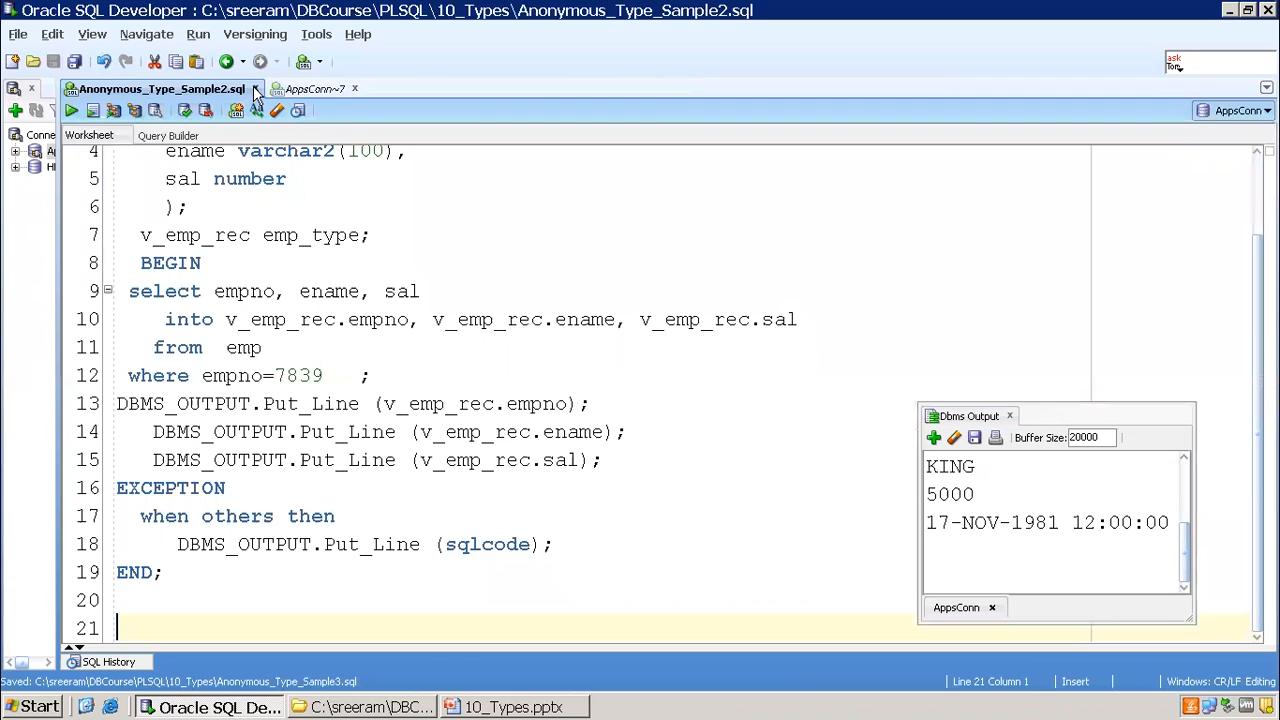 Oracle SQL Developer : C:\sreeram\DBCourse\PLSQL\10_Types\Anonymous_Type_Sample2.sql
File Edit View Navigate Run Versioning Tools Help
ask
Tom
Anonymous_Type_Sample2.sql AppsConn~7
AppsConn
Conne
Worksheet Query Builder
4 ename varchar2(100),
5 sal number
6 );
7 v_emp_rec emp_type;
8 BEGIN
9 select empno, ename, sal
10 into v_emp_rec.empno, v_emp_rec.ename, v_emp_rec.sal
11 from emp
12 where empno=7839 ;
13 DBMS_OUTPUT.Put_Line (v_emp_rec.empno);
14 DBMS_OUTPUT.Put_Line (v_emp_rec.ename);
15 DBMS_OUTPUT.Put_Line (v_emp_rec.sal);
16 EXCEPTION
17 when others then
18 DBMS_OUTPUT.Put_Line (sqlcode);
19 END;
20
21
Dbms Output
Buffer Size: 20000
KING
5000
17-NOV-1981 12:00:00
AppsConn
SQL History
Saved: C:\sreeram\DBCourse\PLSQL\10_Types\Anonymous_Type_Sample3.sql Line 21 Column 1 Insert Windows: CR/LF Editing
Start Oracle SQL De... C:\sreeram\DBC... 10_Types.ppt